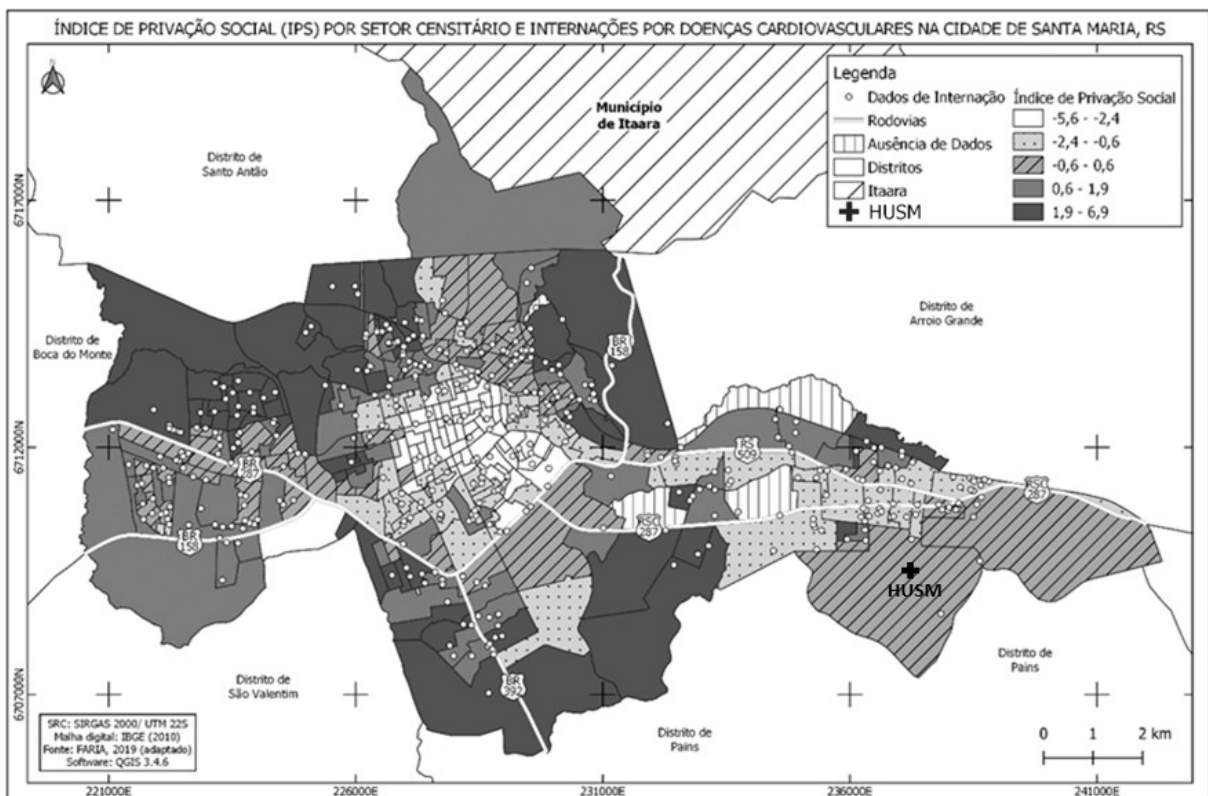 ÍNDICE DE PRIVAÇÃO SOCIAL (IPS) POR SETOR CENSITÁRIO E INTERNAÇÕES POR DOENÇAS CARDIOVASCULARES NA CIDADE DE SANTA MARIA, RS
Legenda
Dados de Internação
Rodovias
Ausência de Dados
Distritos
Itaara
HUSM
Índice de Privação Social
-5,6 - -2,4
-2,4 - -0,6
-0,6 - 0,6
0,6 - 1,9
1,9 - 6,9
Município
de Itaara
Distrito de
Santo Antão
6717000N
Distrito de
Arroio Grande
Distrito de
Boca do Monte
BR
158
6712000N
RS
509
BR
287
RSC
287
RSC
287
BR
158
HUSM
Distrito de
Pains
Distrito de
São Valentim
BR
392
6707000N
Distrito de
Pains
0 1 2 km
SRC: SIRGAS 2000/ UTM 22S
Malha digital: IBGE (2010)
Fonte: FARIA, 2019 (adaptado)
Software: QGIS 3.4.6
221000E
226000E
231000E
236000E
241000E